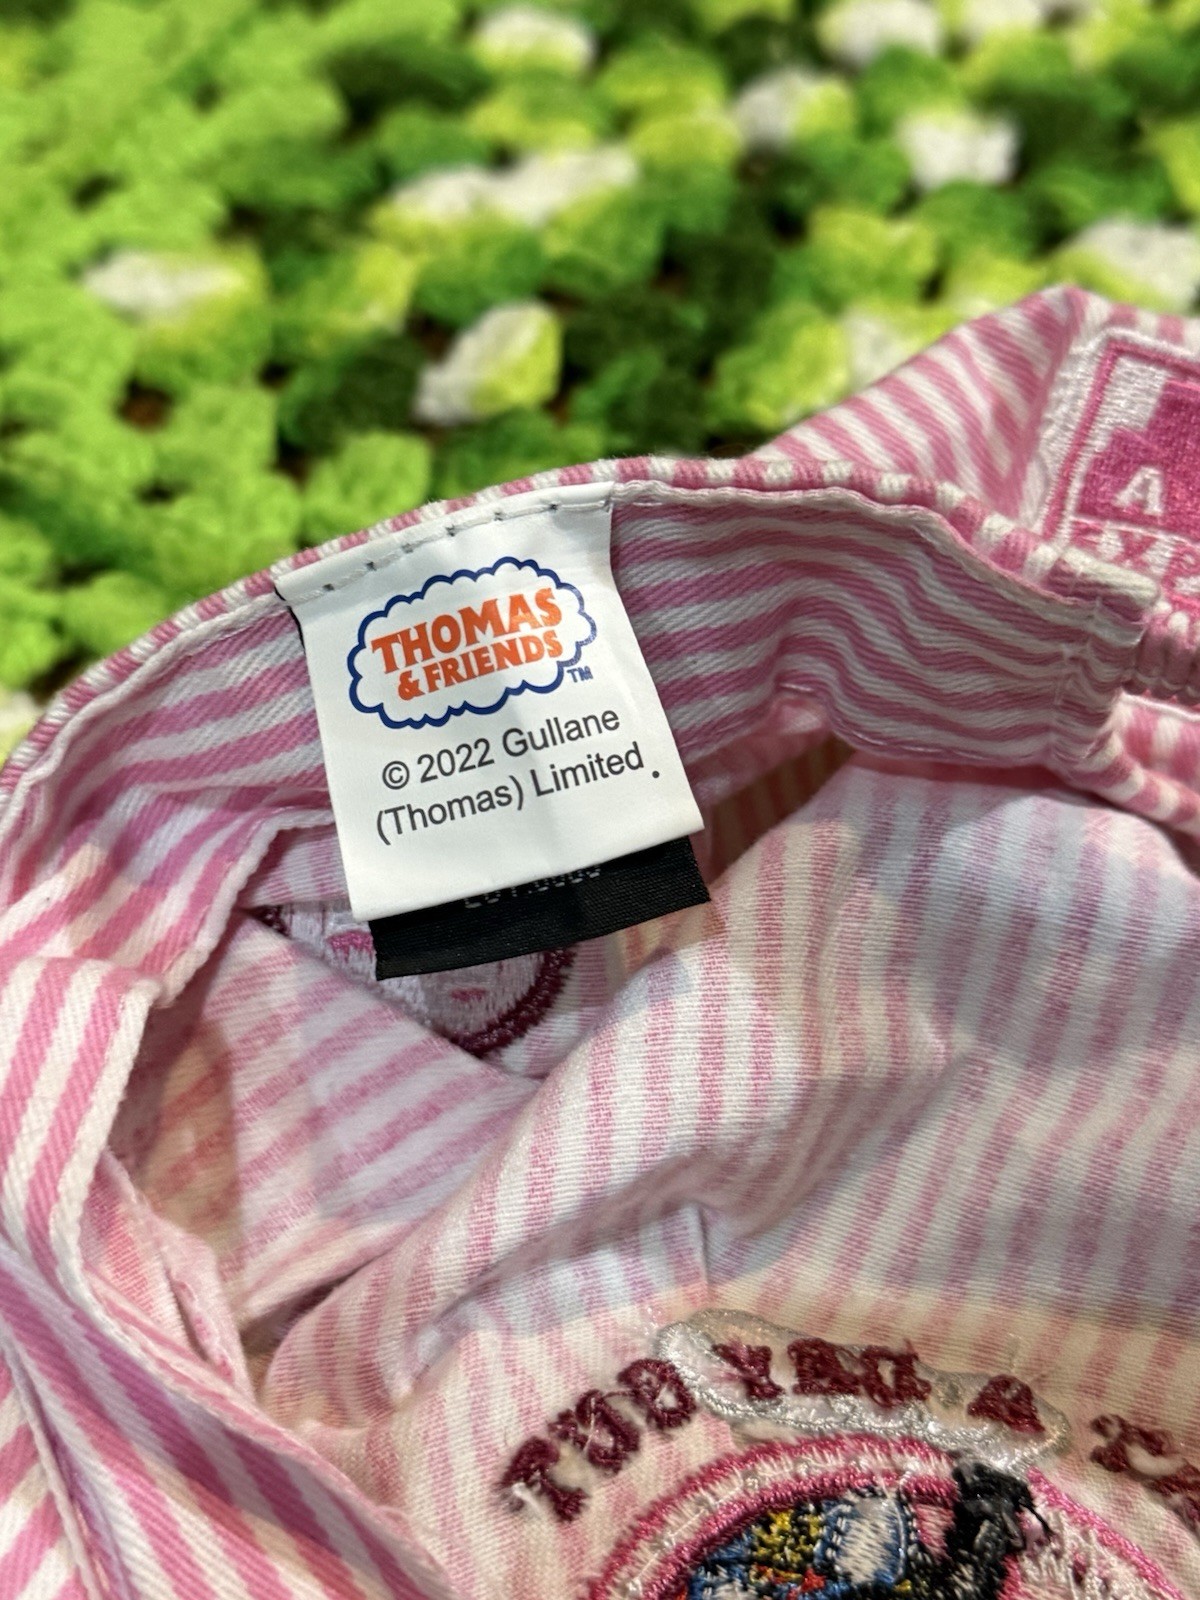 THOMAS
& FRIENDS
TM
© 2022 Gullane
(Thomas) Limited.
A